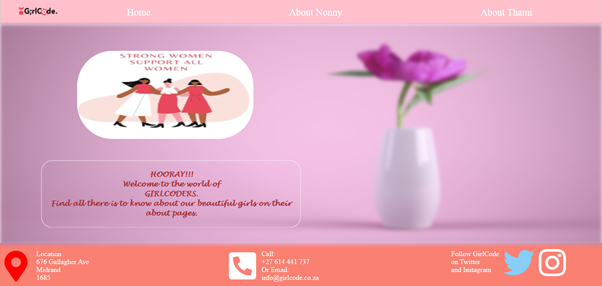 GirlCode.
Home
About Nonny
About Thami
STRONG WOMEN
SUPPORT ALL
WOMEN
HOORAY!!!
Welcome to the world of
GIRLCODERS.
Find all there is to know about our beautiful girls on their
about pages.
Location
676 Gallagher Ave
Midrand
1685
Call:
+27 614 441 737
Or Email:
info@girlcode.co.za
Follow GirlCode
on Twitter
and Instagram